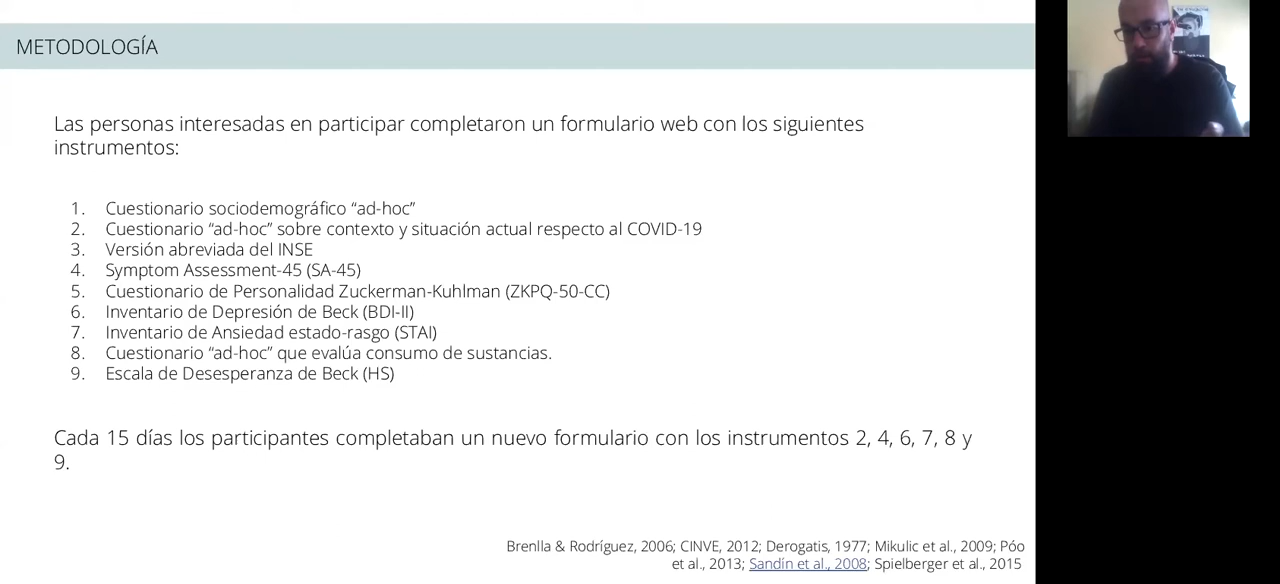 METODOLOGÍA
Las personas interesadas en participar completaron un formulario web con los siguientes
instrumentos:
1. Cuestionario sociodemográfico “ad-hoc”
2. Cuestionario “ad-hoc” sobre contexto y situación actual respecto al COVID-19
3. Versión abreviada del INSE
4. Symptom Assessment-45 (SA-45)
5. Cuestionario de Personalidad Zuckerman-Kuhlman (ZKPQ-50-CC)
6. Inventario de Depresión de Beck (BDI-II)
7. Inventario de Ansiedad estado-rasgo (STAI)
8. Cuestionario “ad-hoc” que evalúa consumo de sustancias.
9. Escala de Desesperanza de Beck (HS)
Cada 15 días los participantes completaban un nuevo formulario con los instrumentos 2, 4, 6, 7, 8 y
9.
Brenlla & Rodríguez, 2006; CINVE, 2012; Derogatis, 1977; Mikulic et al., 2009; Póo
et al., 2013; Sandín et al., 2008; Spielberger et al., 2015